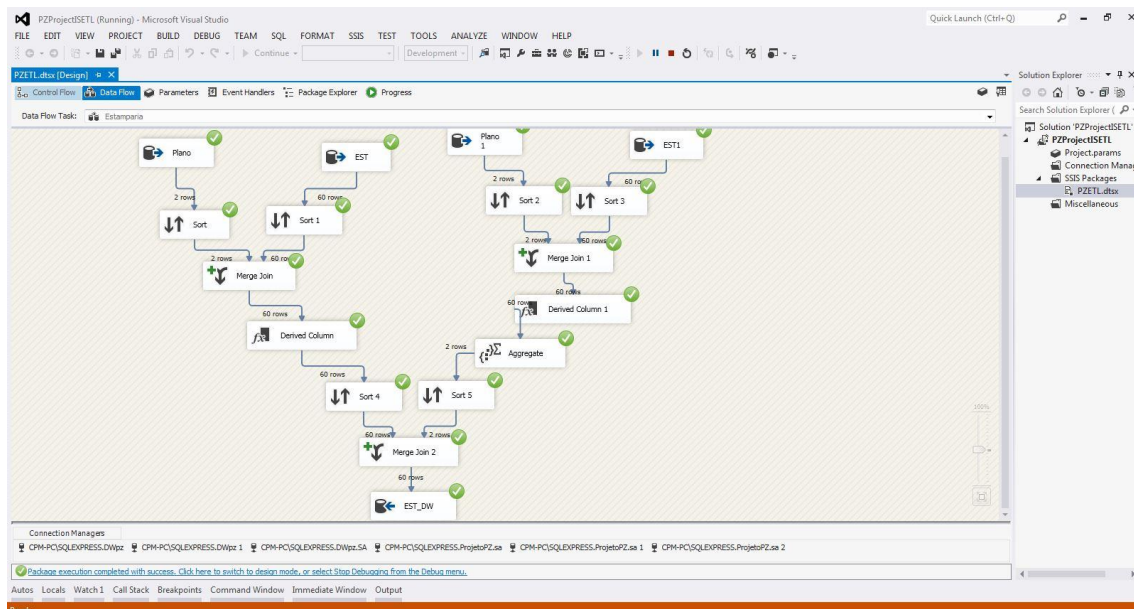 PZProjectISETL (Running) - Microsoft Visual Studio
Quick Launch (Ctrl+Q)
FILE EDIT VIEW PROJECT BUILD DEBUG TEAM SQL FORMAT SSIS TEST TOOLS ANALYZE WINDOW HELP
Continue
Development
PZETL.dtsx [Design]
Solution Explorer
Control Flow Data Flow Parameters Event Handlers Package Explorer Progress
Data Flow Task: Estamparia
Search Solution Explorer (
Solution 'PZProjectISETL'
PZProjectISETL
Project.params
Connection Mana
SSIS Packages
PZETL.dtsx
Miscellaneous
Plano
EST
Plano
1
EST1
2 rows
60 rows
2 rows
60 ro
Sort
Sort 1
Sort 2
Sort 3
2 rows
60 ro
2 rows
60 rows
Merge Join
Merge Join 1
60 rows
60 rows
60 rows
Derived Column
Derived Column 1
2 rows
Aggregate
60 rows
Sort 4
Sort 5
100%
60 rows
2 rows
Merge Join 2
60 rows
EST_DW
Connection Managers
CPM-PC\SQLEXPRESS.DWpz CPM-PC\SQLEXPRESS.DWpz 1 CPM-PC\SQLEXPRESS.DWpz.SA CPM-PC\SQLEXPRESS.ProjetoPZ.sa CPM-PC\SQLEXPRESS.ProjetoPZ.sa 1 CPM-PC\SQLEXPRESS.ProjetoPZ.sa 2
Package execution completed with success. Click here to switch to design mode, or select Stop Debugging from the Debug menu.
Autos Locals Watch 1 Call Stack Breakpoints Command Window Immediate Window Output